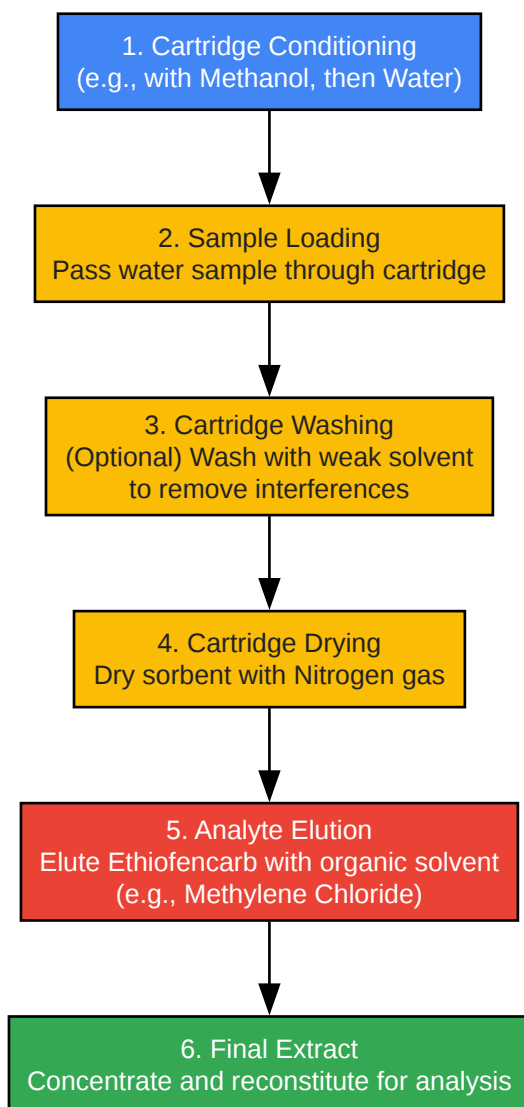 1. Cartridge Conditioning
(e.g., with Methanol, then Water)
2. Sample Loading
Pass water sample through cartridge
3. Cartridge Washing
(Optional) Wash with weak solvent
to remove interferences
4. Cartridge Drying
Dry sorbent with Nitrogen gas
5. Analyte Elution
Elute Ethiofencarb with organic solvent
(e.g., Methylene Chloride)
6. Final Extract
Concentrate and reconstitute for analysis